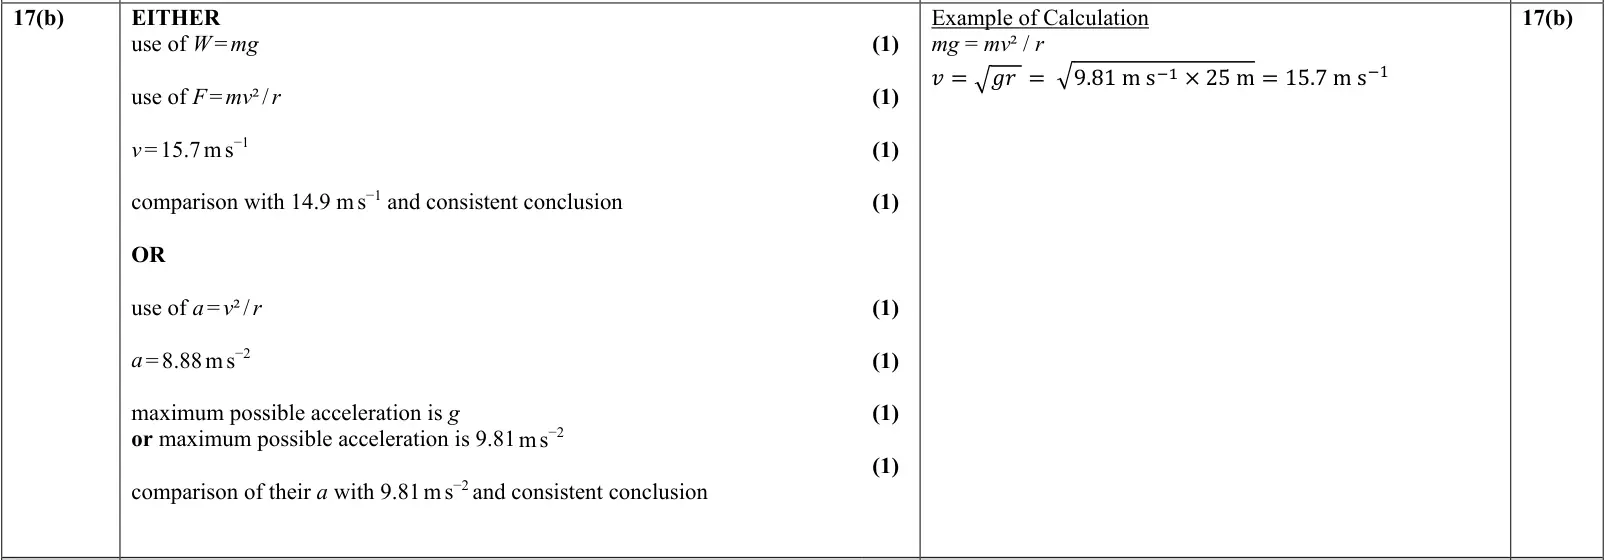 17(b)
EITHER
use of W = mg (1)
use of F = mv² / r (1)
v = 15.7 m s⁻¹ (1)
comparison with 14.9 m s⁻¹ and consistent conclusion (1)
OR
use of a = v² / r (1)
a = 8.88 m s⁻² (1)
maximum possible acceleration is g (1)
or maximum possible acceleration is 9.81 m s⁻²
(1)
comparison of their a with 9.81 m s⁻² and consistent conclusion
Example of Calculation
mg = mv² / r
v = √gr = √9.81 m s⁻¹ × 25 m = 15.7 m s⁻¹
17(b)